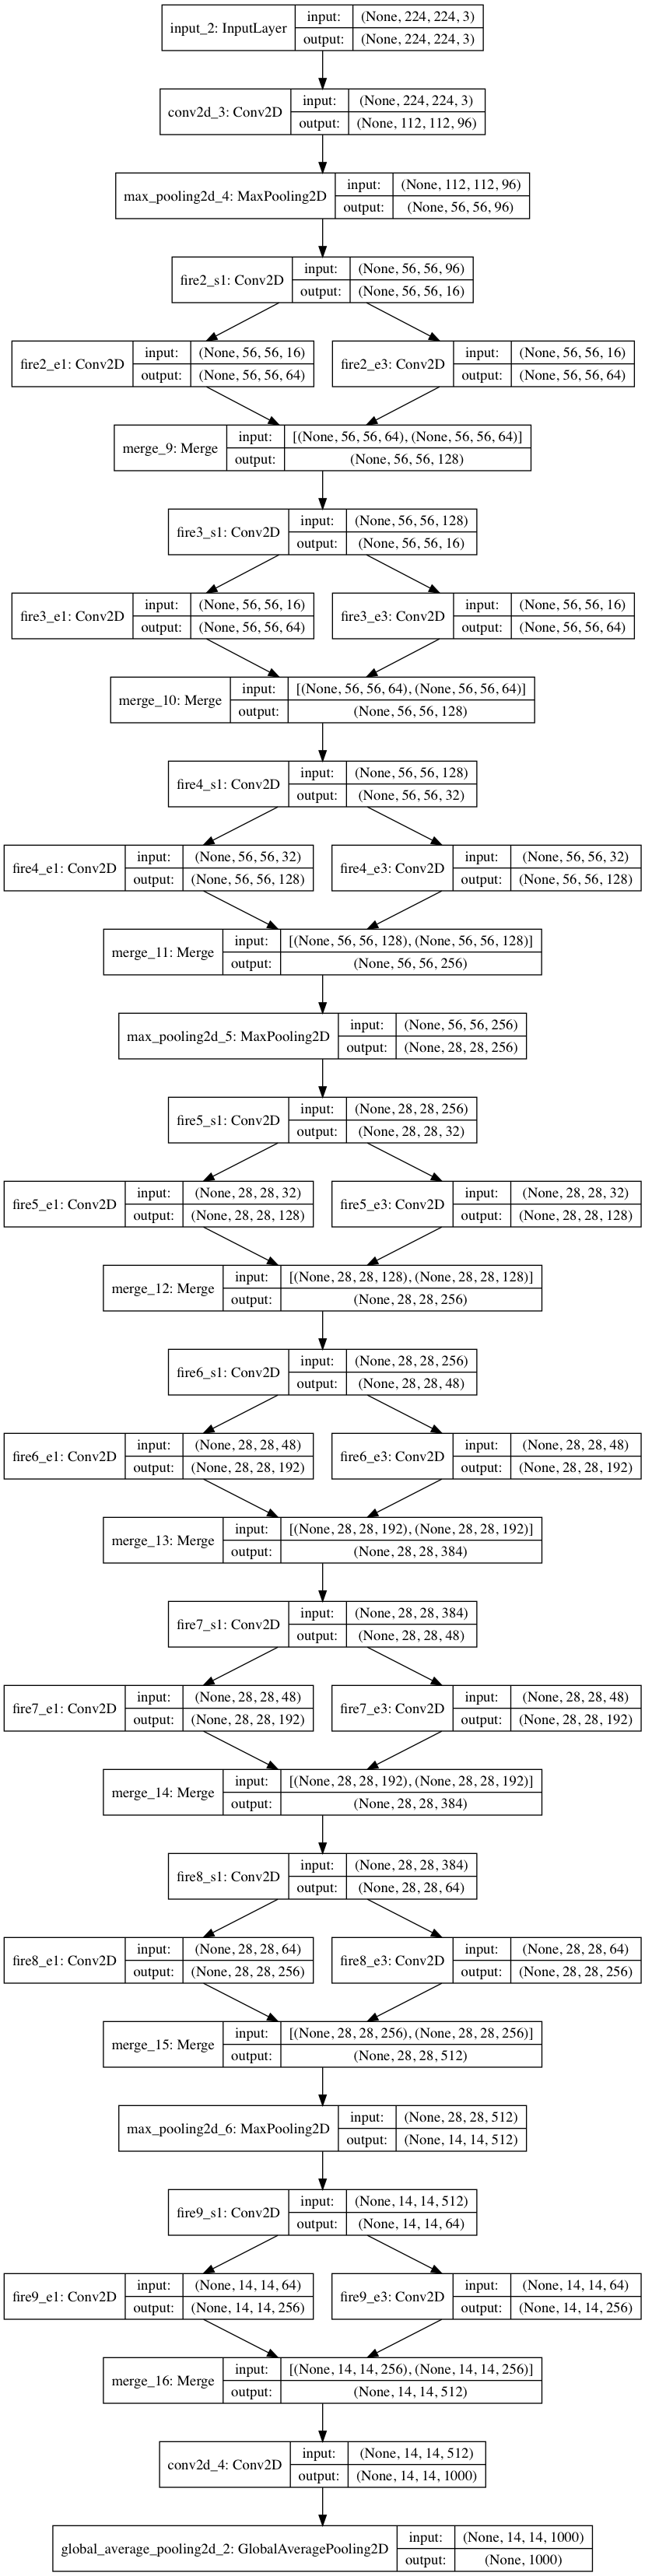 input_2: InputLayer input: (None, 224, 224, 3)
output: (None, 224, 224, 3)
conv2d_3: Conv2D input: (None, 224, 224, 3)
output: (None, 112, 112, 96)
max_pooling2d_4: MaxPooling2D input: (None, 112, 112, 96)
output: (None, 56, 56, 96)
fire2_s1: Conv2D input: (None, 56, 56, 96)
output: (None, 56, 56, 16)
fire2_e1: Conv2D input: (None, 56, 56, 16)
output: (None, 56, 56, 64)
fire2_e3: Conv2D input: (None, 56, 56, 16)
output: (None, 56, 56, 64)
merge_9: Merge input: [(None, 56, 56, 64), (None, 56, 56, 64)]
output: (None, 56, 56, 128)
fire3_s1: Conv2D input: (None, 56, 56, 128)
output: (None, 56, 56, 16)
fire3_e1: Conv2D input: (None, 56, 56, 16)
output: (None, 56, 56, 64)
fire3_e3: Conv2D input: (None, 56, 56, 16)
output: (None, 56, 56, 64)
merge_10: Merge input: [(None, 56, 56, 64), (None, 56, 56, 64)]
output: (None, 56, 56, 128)
fire4_s1: Conv2D input: (None, 56, 56, 128)
output: (None, 56, 56, 32)
fire4_e1: Conv2D input: (None, 56, 56, 32)
output: (None, 56, 56, 128)
fire4_e3: Conv2D input: (None, 56, 56, 32)
output: (None, 56, 56, 128)
merge_11: Merge input: [(None, 56, 56, 128), (None, 56, 56, 128)]
output: (None, 56, 56, 256)
max_pooling2d_5: MaxPooling2D input: (None, 56, 56, 256)
output: (None, 28, 28, 256)
fire5_s1: Conv2D input: (None, 28, 28, 256)
output: (None, 28, 28, 32)
fire5_e1: Conv2D input: (None, 28, 28, 32)
output: (None, 28, 28, 128)
fire5_e3: Conv2D input: (None, 28, 28, 32)
output: (None, 28, 28, 128)
merge_12: Merge input: [(None, 28, 28, 128), (None, 28, 28, 128)]
output: (None, 28, 28, 256)
fire6_s1: Conv2D input: (None, 28, 28, 256)
output: (None, 28, 28, 48)
fire6_e1: Conv2D input: (None, 28, 28, 48)
output: (None, 28, 28, 192)
fire6_e3: Conv2D input: (None, 28, 28, 48)
output: (None, 28, 28, 192)
merge_13: Merge input: [(None, 28, 28, 192), (None, 28, 28, 192)]
output: (None, 28, 28, 384)
fire7_s1: Conv2D input: (None, 28, 28, 384)
output: (None, 28, 28, 48)
fire7_e1: Conv2D input: (None, 28, 28, 48)
output: (None, 28, 28, 192)
fire7_e3: Conv2D input: (None, 28, 28, 48)
output: (None, 28, 28, 192)
merge_14: Merge input: [(None, 28, 28, 192), (None, 28, 28, 192)]
output: (None, 28, 28, 384)
fire8_s1: Conv2D input: (None, 28, 28, 384)
output: (None, 28, 28, 64)
fire8_e1: Conv2D input: (None, 28, 28, 64)
output: (None, 28, 28, 256)
fire8_e3: Conv2D input: (None, 28, 28, 64)
output: (None, 28, 28, 256)
merge_15: Merge input: [(None, 28, 28, 256), (None, 28, 28, 256)]
output: (None, 28, 28, 512)
max_pooling2d_6: MaxPooling2D input: (None, 28, 28, 512)
output: (None, 14, 14, 512)
fire9_s1: Conv2D input: (None, 14, 14, 512)
output: (None, 14, 14, 64)
fire9_e1: Conv2D input: (None, 14, 14, 64)
output: (None, 14, 14, 256)
fire9_e3: Conv2D input: (None, 14, 14, 64)
output: (None, 14, 14, 256)
merge_16: Merge input: [(None, 14, 14, 256), (None, 14, 14, 256)]
output: (None, 14, 14, 512)
conv2d_4: Conv2D input: (None, 14, 14, 512)
output: (None, 14, 14, 1000)
global_average_pooling2d_2: GlobalAveragePooling2D input: (None, 14, 14, 1000)
output: (None, 1000)